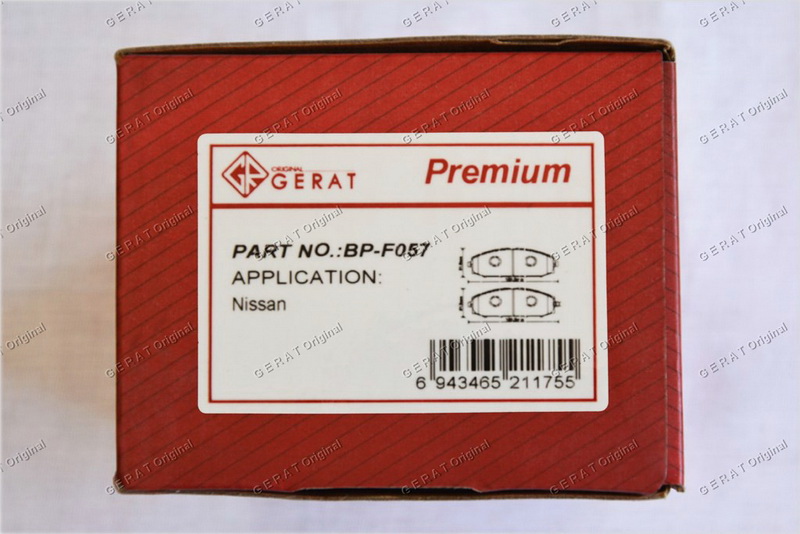 ORIGINAL
GERAT
Premium
PART NO.:BP-F057
APPLICATION:
Nissan
6 943465 211755
GERAT Original